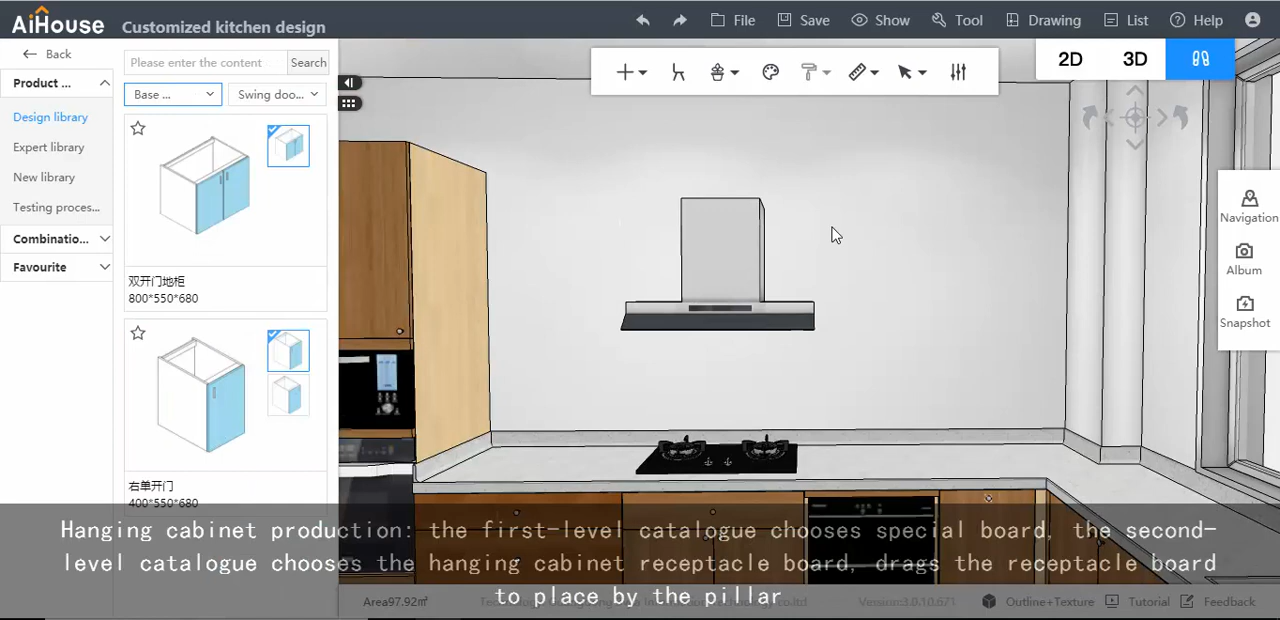 AiHouse Customized kitchen design
File Save Show Tool Drawing List Help
Back
Please enter the content Search
2D 3D
Product ...
Base ... Swing doo...
Design library
Expert library
New library
Testing proces...
Combinatio...
Favourite
双开门地柜
800*550*680
右单开门
400*550*680
Navigation
Album
Snapshot
Hanging cabinet production: the first-level catalogue chooses special board, the second-
level catalogue chooses the hanging cabinet receptacle board, drags the receptacle board
to place by the pillar
Area97.92㎡ Version:3.0.10.671 Outline+Texture Tutorial Feedback